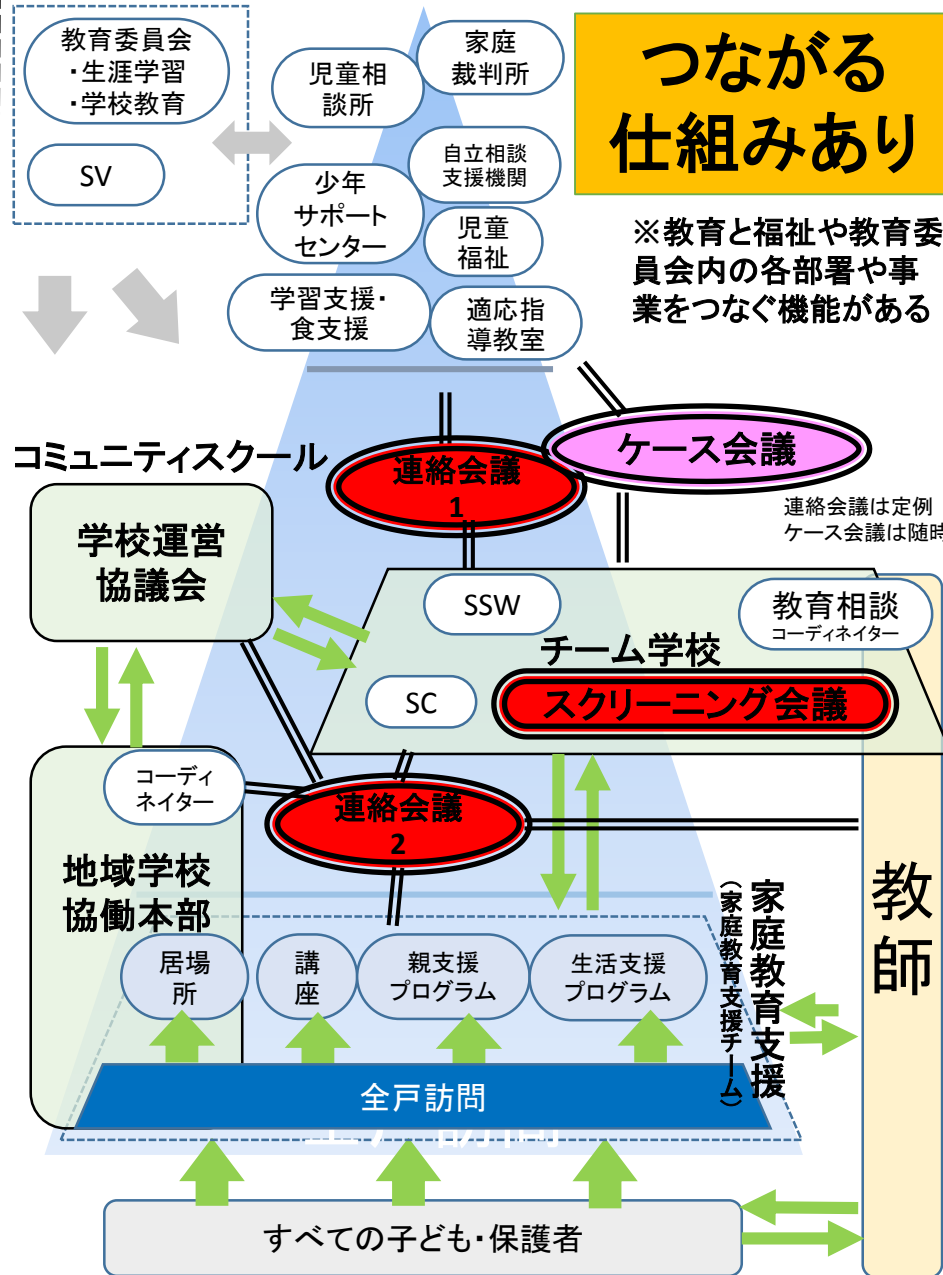 教育委員会
・生涯学習
・学校教育
SV
児童相
談所
家庭
裁判所
つながる
仕組みあり
少年
サポート
センター
自立相談
支援機関
児童
福祉
※教育と福祉や教育委
員会内の各部署や事
業をつなぐ機能がある
学習支援・
食支援
適応指
導教室
コミュニティスクール
連絡会議
1
ケース会議
連絡会議は定例
ケース会議は随時
学校運営
協議会
SSW
教育相談
コーディネイター
チーム学校
SC
スクリーニング会議
コーディ
ネイター
連絡会議
2
地域学校
協働本部
居場
所
講
座
親支援
プログラム
生活支援
プログラム
家庭教育支援
（家庭教育支援チーム）
教師
全戸訪問
全戸訪問
すべての子ども・保護者